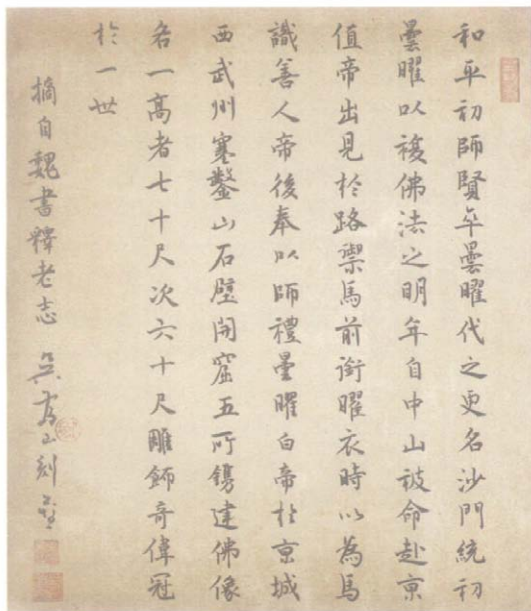 和平初師賢卒曇曜代之更名沙門統初
曇曜以複佛法之明年自中山被命赴京
值帝出見於路禦馬前銜曜衣時以為馬
識善人帝後奉以師禮曇曜白帝於京城
西武州塞鑿山石壁開窟五所鐫建佛像
名一高者七十尺次六十尺雕飾奇偉冠
於一世
摘自魏書釋老志